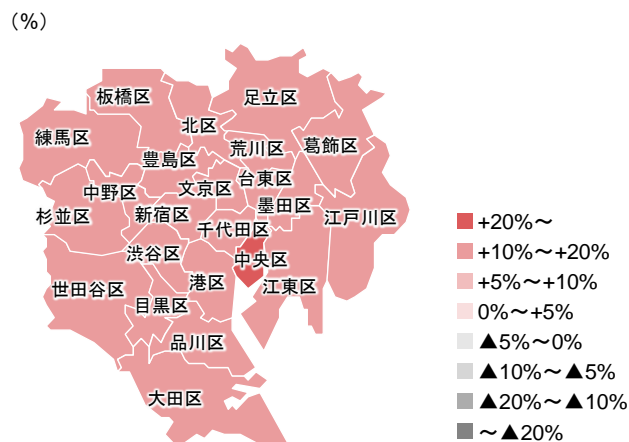 （%）
足立区
板橋区
北区
練馬区
荒川区
葛飾区
豊島区
台東区
中野区
文京区
墨田区
杉並区
新宿区
江戸川区
千代田区
渋谷区
中央区
港区
江東区
世田谷区
目黒区
品川区
大田区
+20%～
+10%～+20%
+5%～+10%
0%～+5%
▲5%～0%
▲10%～▲5%
▲20%～▲10%
～▲20%